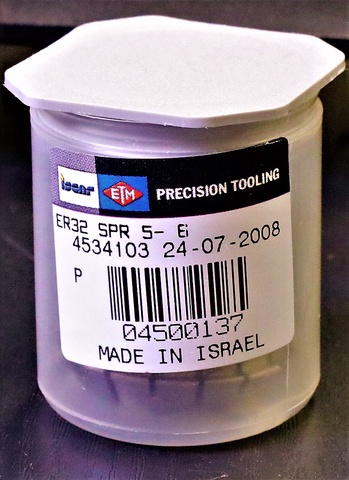 iscar ETM PRECISION TOOLING
ER32 SPR 5- 6
4534103 24-07-2008
P
04500137
MADE IN ISRAEL